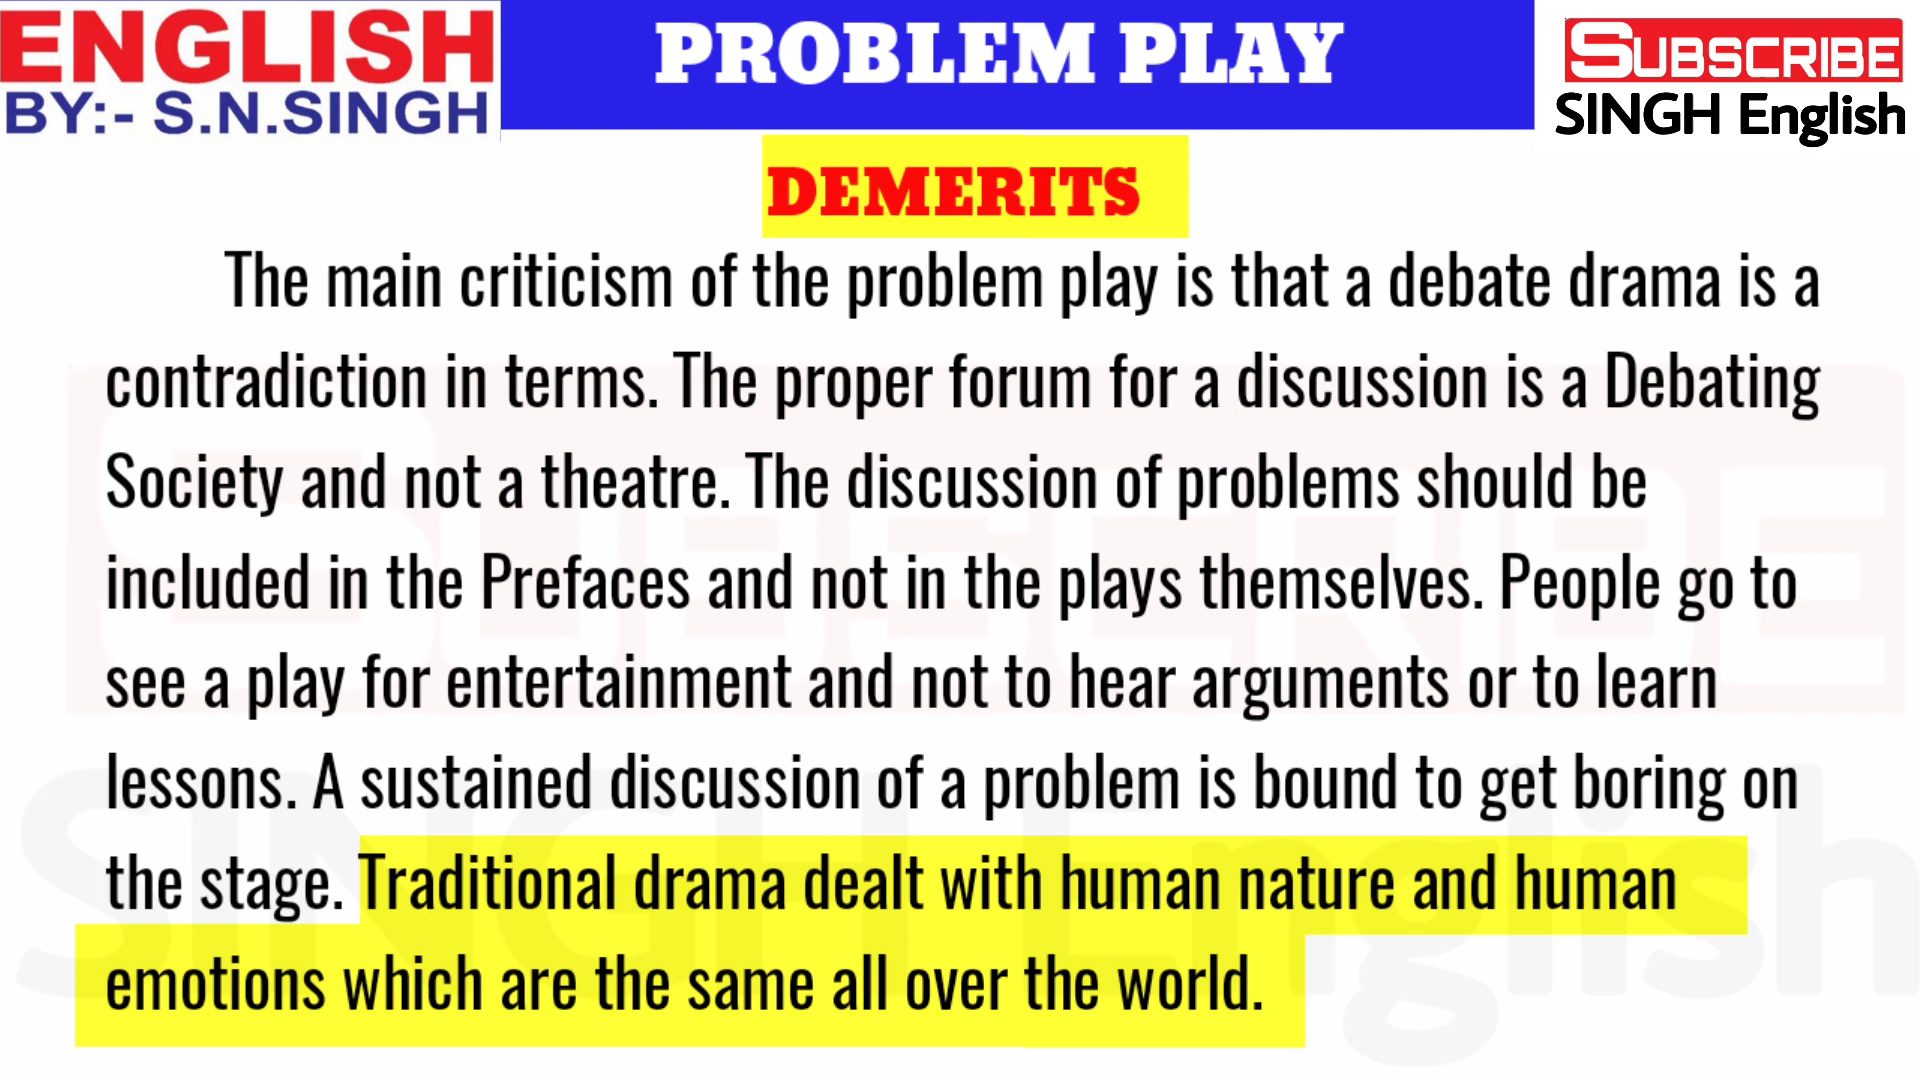 ENGLISH
BY:- S.N.SINGH
PROBLEM PLAY
SUBSCRIBE
SINGH English
DEMERITS
The main criticism of the problem play is that a debate drama is a
contradiction in terms. The proper forum for a discussion is a Debating
Society and not a theatre. The discussion of problems should be
included in the Prefaces and not in the plays themselves. People go to
see a play for entertainment and not to hear arguments or to learn
lessons. A sustained discussion of a problem is bound to get boring on
the stage. Traditional drama dealt with human nature and human
emotions which are the same all over the world.
SUBSCRIBE
SINGH English